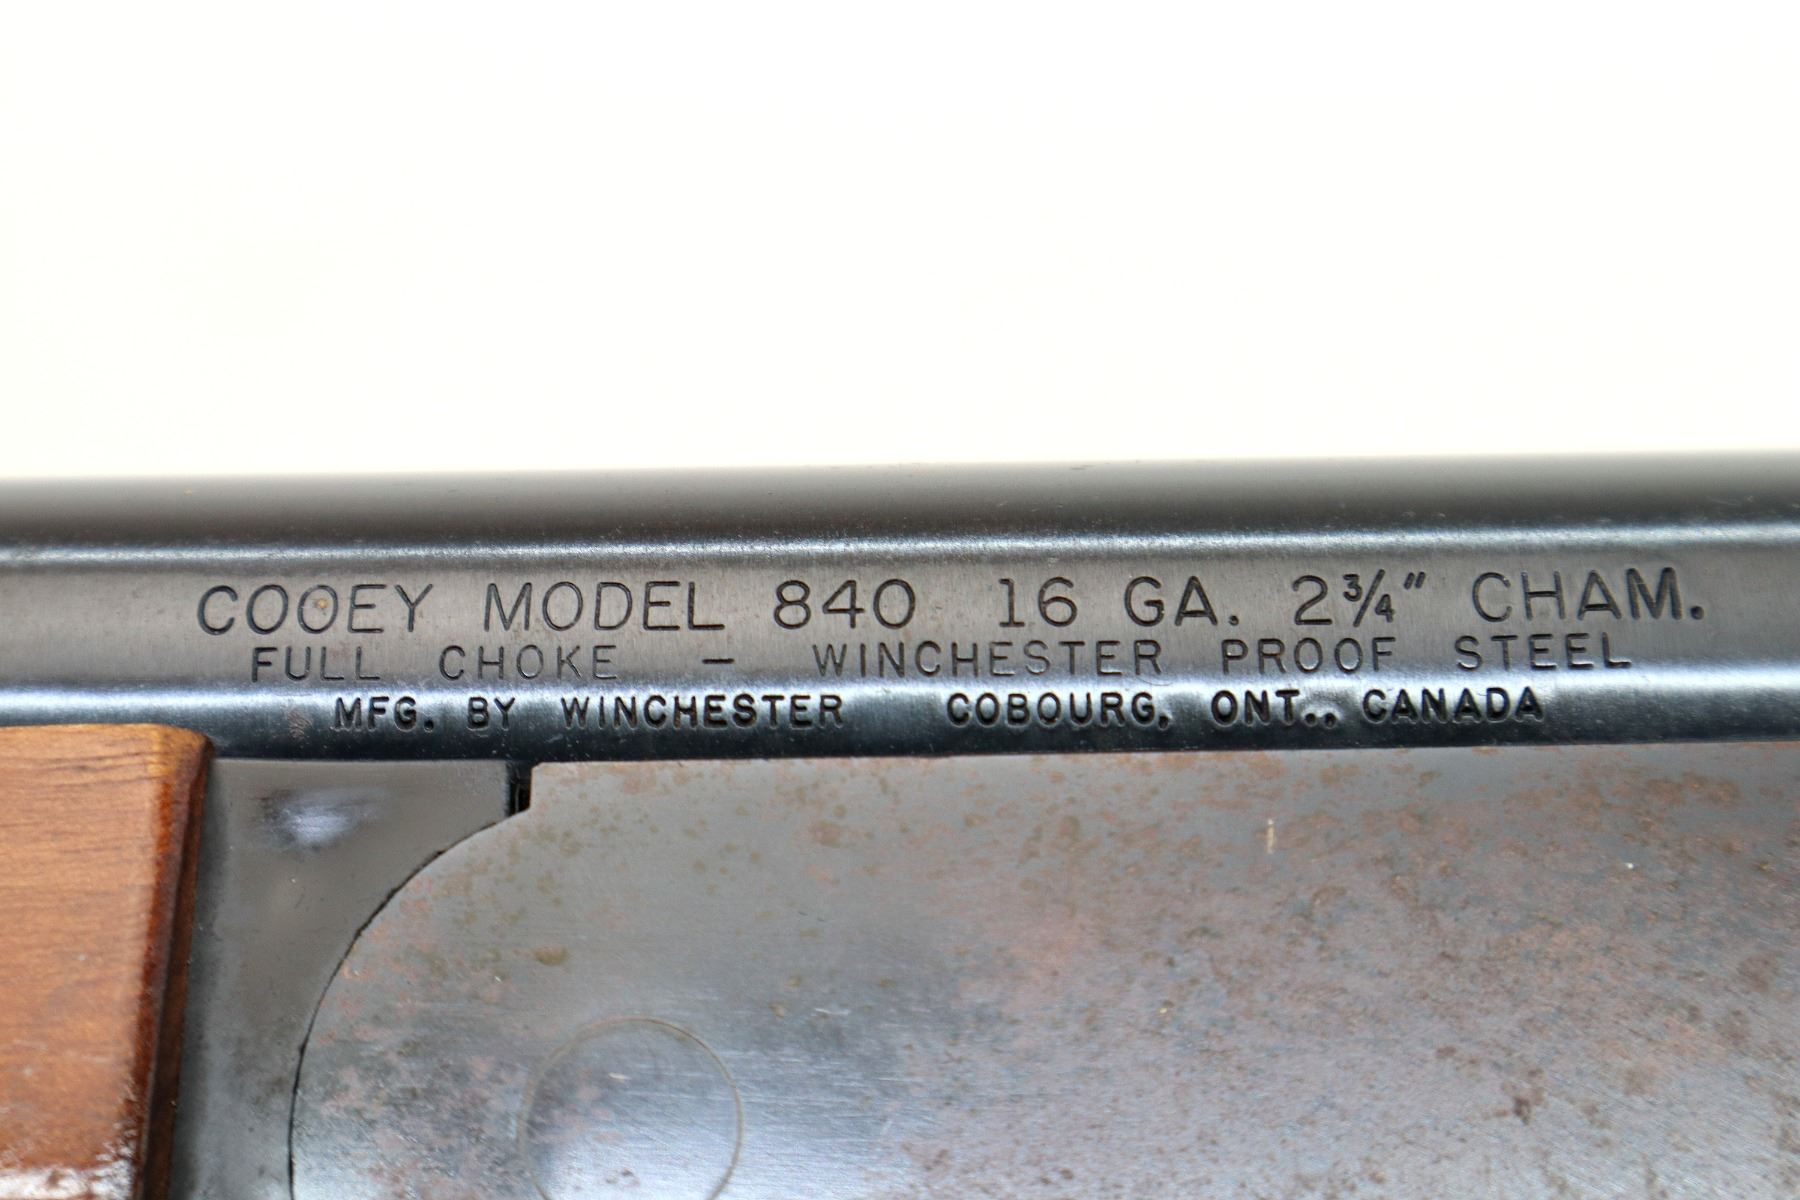 COOEY MODEL 840 16 GA. 2¾" CHAM.
FULL CHOKE – WINCHESTER PROOF STEEL
MFG. BY WINCHESTER COBOURG, ONT., CANADA